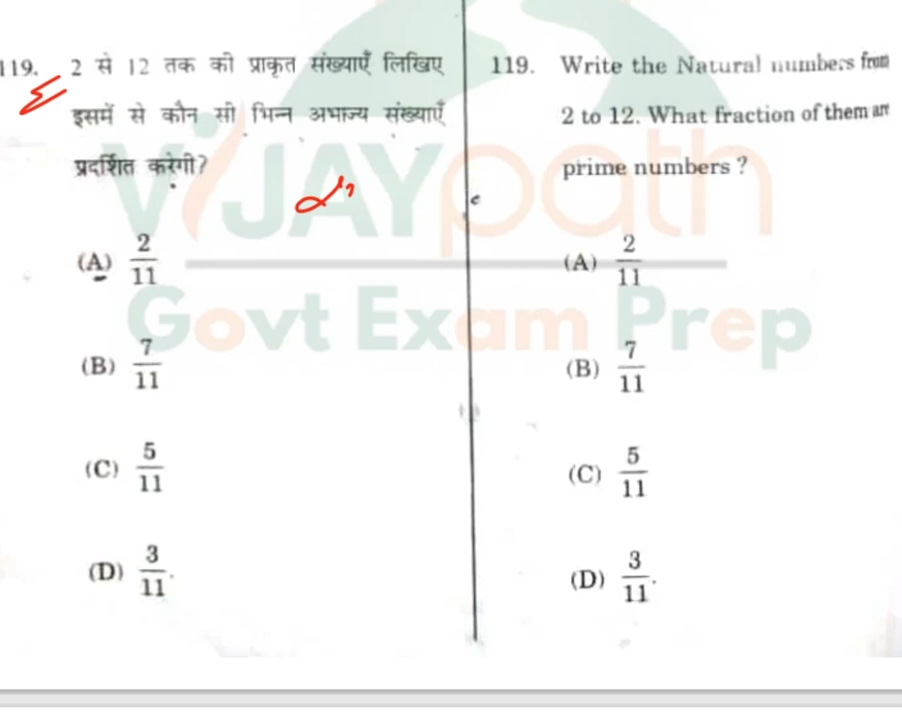 119. 2 से 12 तक की प्राकृत संख्याएँ लिखिए
इसमें से कौन सी भिन्न अभाज्य संख्याएँ
प्रदर्शित करेगी?
(A) 2/11
(B) 7/11
(C) 5/11
(D) 3/11.
119. Write the Natural numbers from
2 to 12. What fraction of them are
prime numbers ?
(A) 2/11
(B) 7/11
(C) 5/11
(D) 3/11.
VIJAYpath
Govt Exam Prep